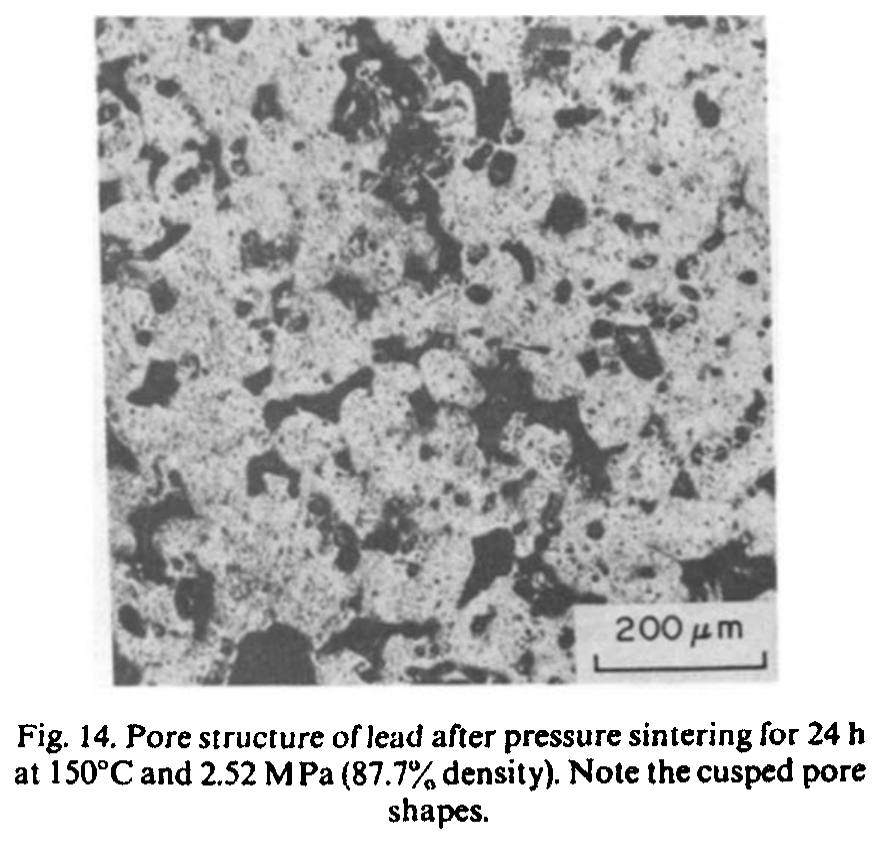 200 μm
Fig. 14. Pore structure of lead after pressure sintering for 24 h
at 150°C and 2.52 MPa (87.7% density). Note the cusped pore
shapes.